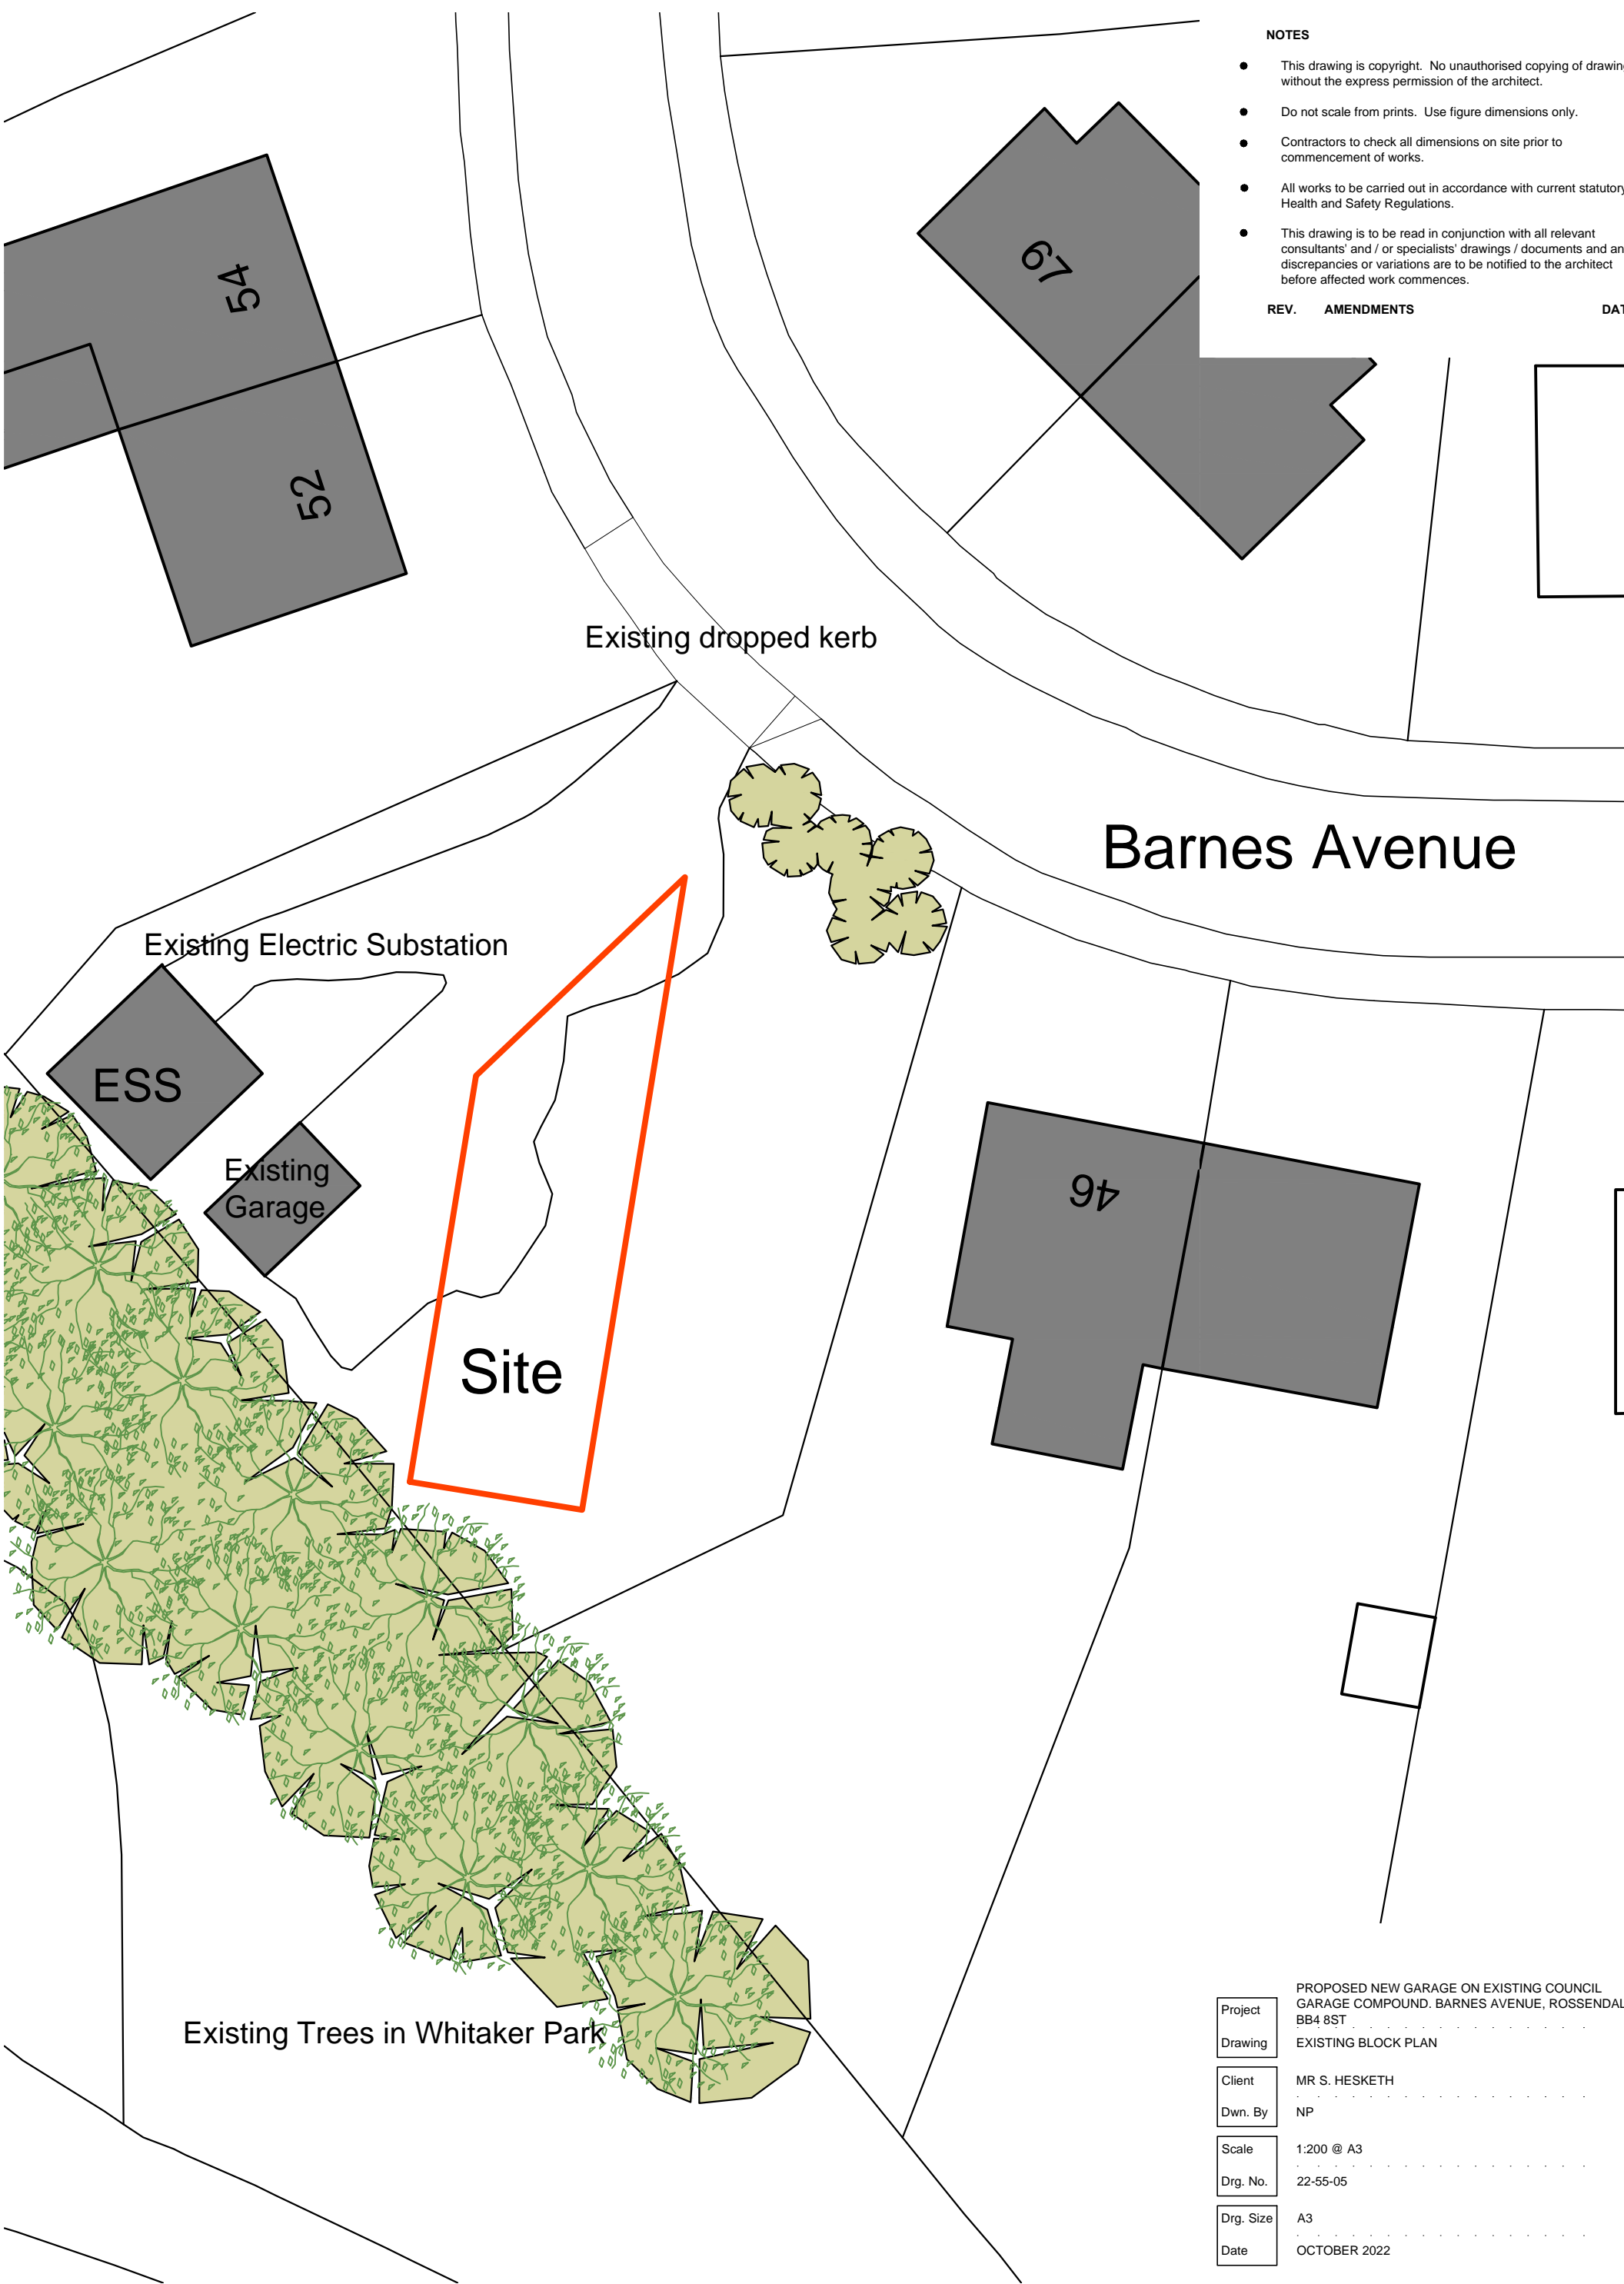 NOTES
This drawing is copyright. No unauthorised copying of
without the express permission of the architect.
Do not scale from prints. Use figure dimensions only.
Contractors to check all dimensions on site prior to
commencement of works.
All works to be carried out in accordance with current statutory
Health and Safety Regulations.
This drawing is to be read in conjunction with all relevant
consultants' and / or specialists' drawings / documents and
discrepancies or variations are to be notified to the architect
before affected work commences.
REV. AMENDMENTS
67
54
52
Existing dropped kerb
Barnes Avenue
Existing Electric Substation
ESS
Existing
Garage
46
Site
Existing Trees in Whitaker Park
Project PROPOSED NEW GARAGE ON EXISTING COUNCIL
GARAGE COMPOUND. BARNES AVENUE,
BB4 8ST
Drawing EXISTING BLOCK PLAN
Client MR S. HESKETH
Dwn. By NP
Scale 1:200 @ A3
Drg. No. 22-55-05
Drg. Size A3
Date OCTOBER 2022